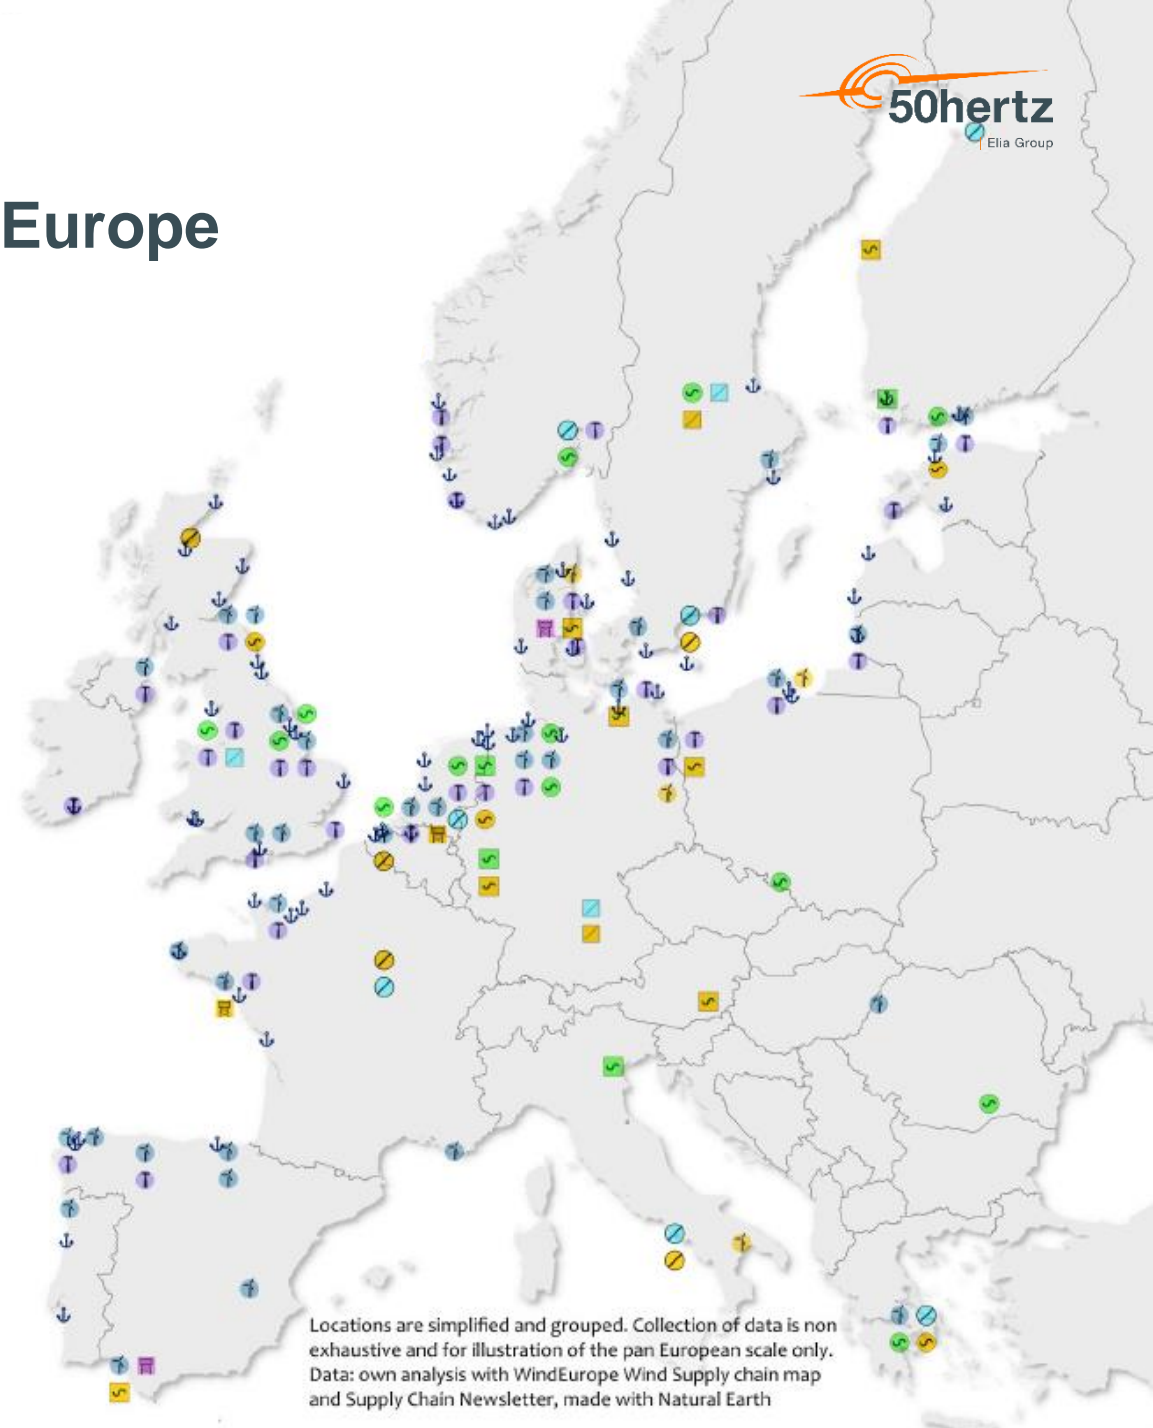 50hertz
Elia Group
Europe
Locations are simplified and grouped. Collection of data is non
exhaustive and for illustration of the pan European scale only.
Data: own analysis with WindEurope Wind Supply chain map
and Supply Chain Newsletter, made with Natural Earth